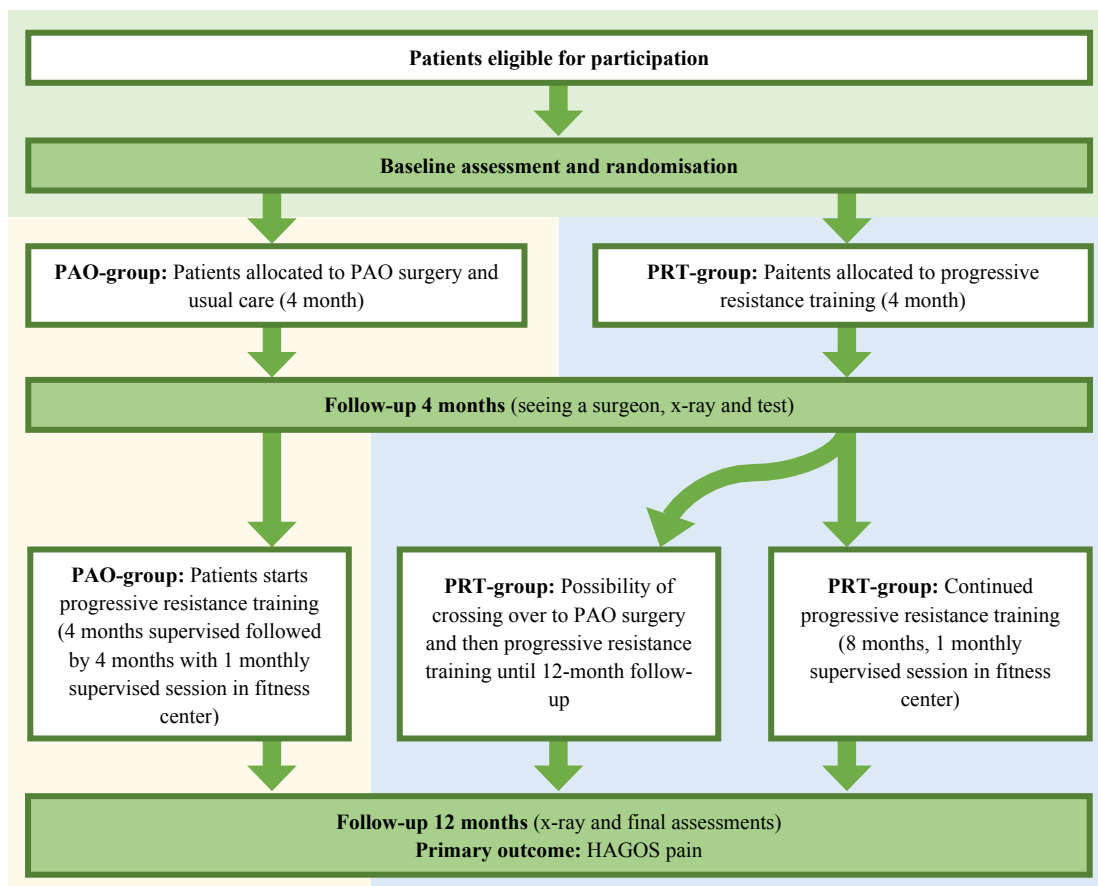 Patients eligible for participation
Baseline assessment and randomisation
PAO-group: Patients allocated to PAO surgery and
usual care (4 month)
PRT-group: Paitents allocated to progressive
resistance training (4 month)
Follow-up 4 months (seeing a surgeon, x-ray and test)
PAO-group: Patients starts
progressive resistance training
(4 months supervised followed
by 4 months with 1 monthly
supervised session in fitness
center)
PRT-group: Possibility of
crossing over to PAO surgery
and then progressive resistance
training until 12-month follow-
up
PRT-group: Continued
progressive resistance training
(8 months, 1 monthly
supervised session in fitness
center)
Follow-up 12 months (x-ray and final assessments)
Primary outcome: HAGOS pain